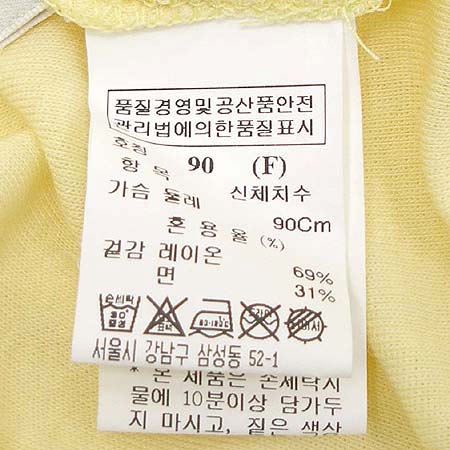 품질경영및공산품안전
관리법에의한품질표시
호칭 90 (F)
항 목 신체치수
가슴 둘레 90Cm
혼 용 율 (%)
겉감 레이온 69%
면 31%
손세탁
서울시 강남구 삼성동 52-1
* 본 제품은 손세탁시
물에 10분이상 담가두
지 마시고, 짙은 색상